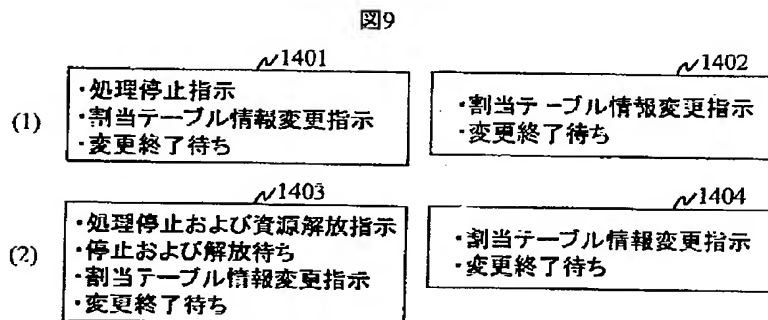 図9
1401
1402
(1)
・処理停止指示
・割当テーブル情報変更指示
・変更終了待ち
・割当テーブル情報変更指示
・変更終了待ち
1403
1404
(2)
・処理停止および資源解放指示
・停止および解放待ち
・割当テーブル情報変更指示
・変更終了待ち
・割当テーブル情報変更指示
・変更終了待ち